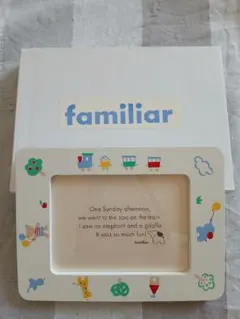 familiar
One Sunday afternoon,
we went to the zoo on the train.
I saw an elephant and a giraffe.
It was so much fun!
familiar